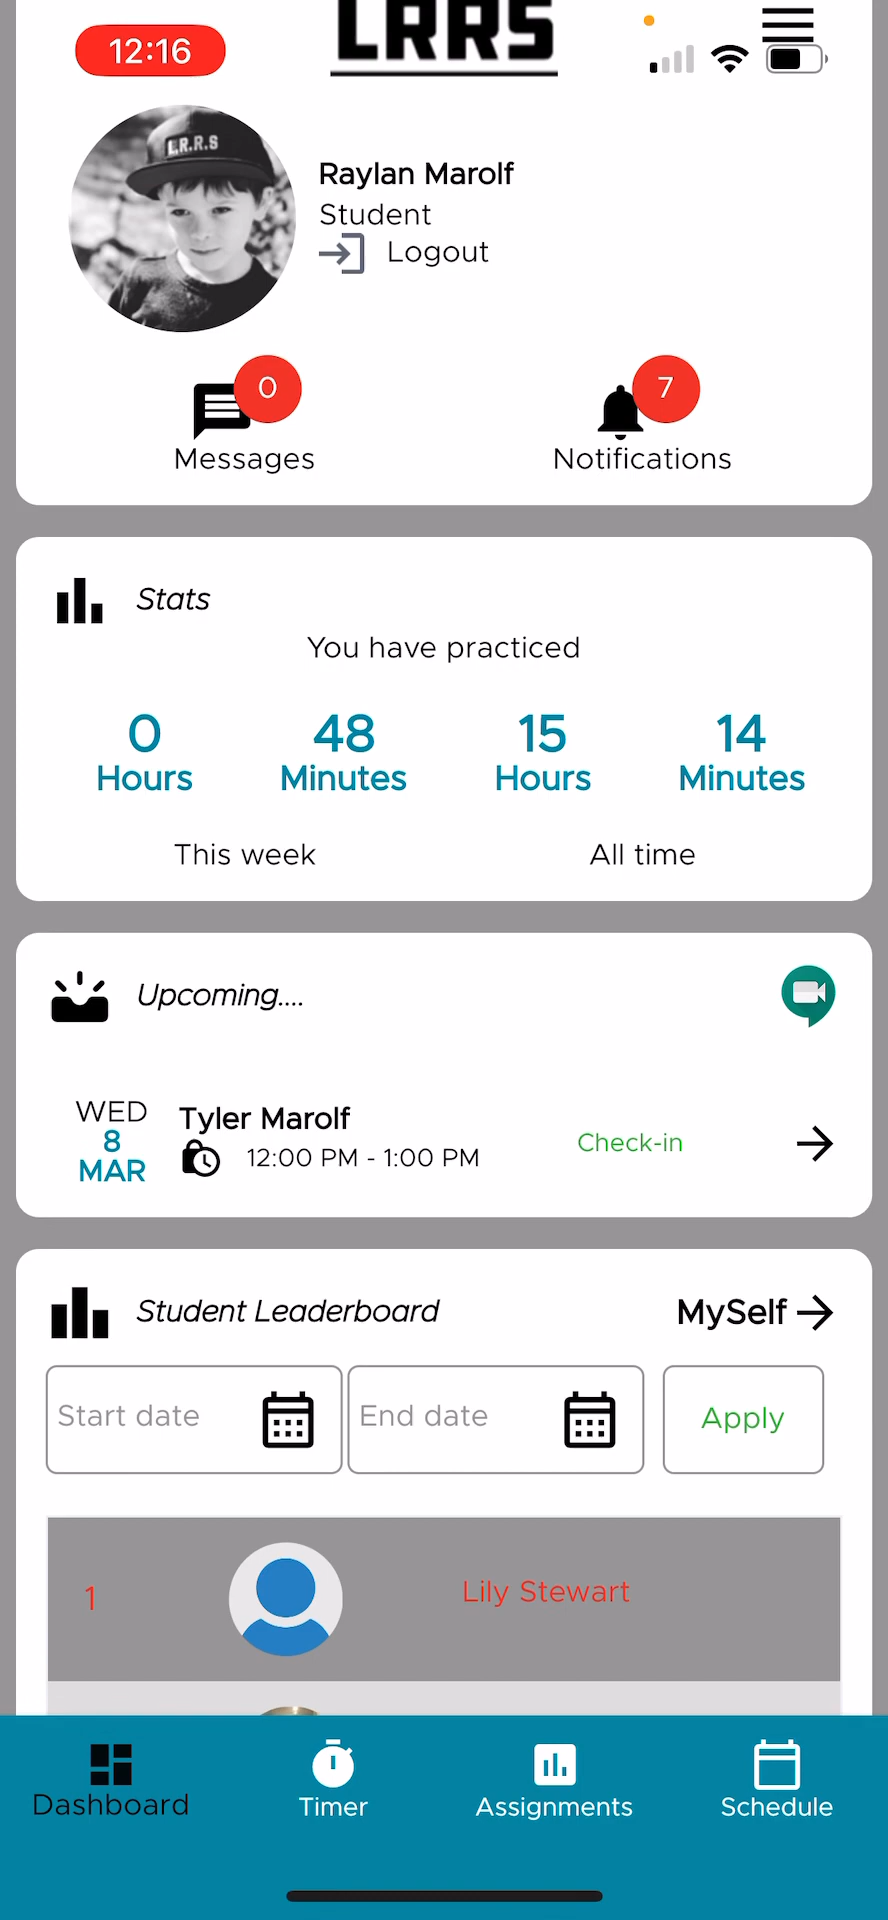 12:16
LRRS
L.R.R.S
Raylan Marolf
Student
Logout
0
7
Messages
Notifications
Stats
You have practiced
0
48
15
14
Hours
Minutes
Hours
Minutes
This week
All time
Upcoming....
WED
8
MAR
Tyler Marolf
12:00 PM - 1:00 PM
Check-in
Student Leaderboard
MySelf
Start date
End date
Apply
1
Lily Stewart
Dashboard
Timer
Assignments
Schedule